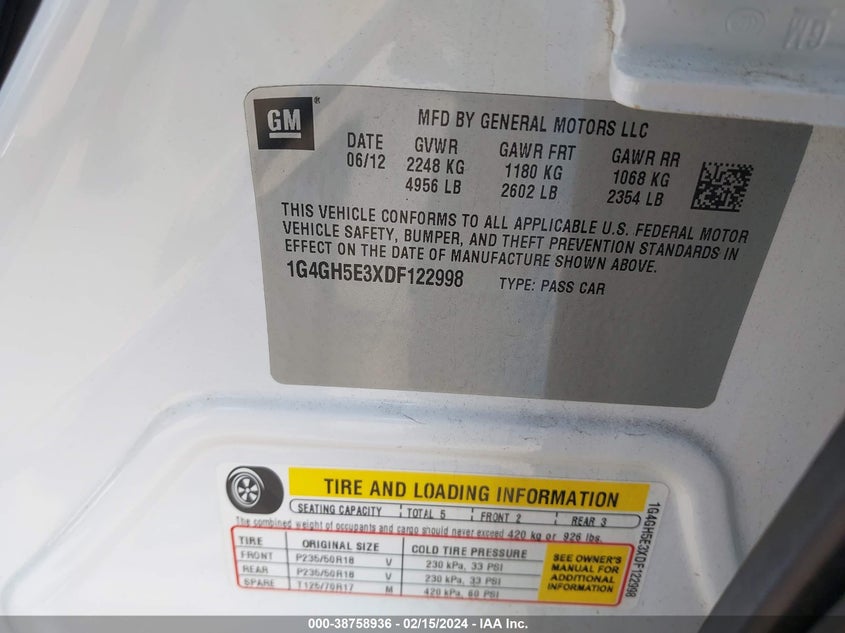 GM
GM ®
MFD BY GENERAL MOTORS LLC
DATE GVWR GAWR FRT GAWR RR
06/12 2248 KG 1180 KG 1068 KG
4956 LB 2602 LB 2354 LB
THIS VEHICLE CONFORMS TO ALL APPLICABLE U.S. FEDERAL MOTOR
VEHICLE SAFETY, BUMPER, AND THEFT PREVENTION STANDARDS IN
EFFECT ON THE DATE OF MANUFACTURE SHOWN ABOVE.
1G4GH5E3XDF122998 TYPE: PASS CAR
TIRE AND LOADING INFORMATION
SEATING CAPACITY TOTAL 5 FRONT 2 REAR 3
The combined weight of occupants and cargo should never exceed 420 kg or 926 lbs.
TIRE ORIGINAL SIZE COLD TIRE PRESSURE
FRONT P235/50R18 V 230 kPa, 33 PSI
REAR P235/50R18 V 230 kPa, 33 PSI
SPARE T125/70R17 M 420 kPa, 60 PSI
SEE OWNER'S
MANUAL FOR
ADDITIONAL
INFORMATION
1G4GH5E3XDF122998
000-38758936 - 02/15/2024 - IAA Inc.